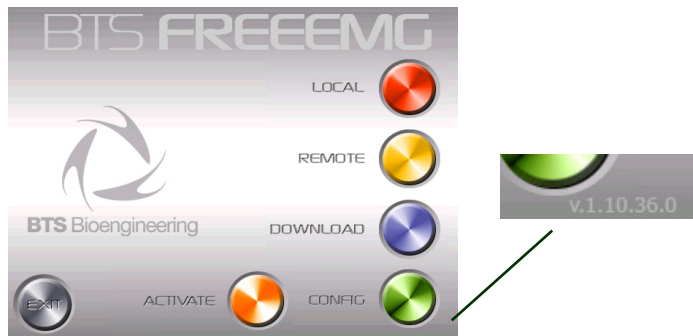 BTS FREEEMG
LOCAL
REMOTE
BTS Bioengineering
DOWNLOAD
EXIT
ACTIVATE
CONFIG
v.1.10.36.0